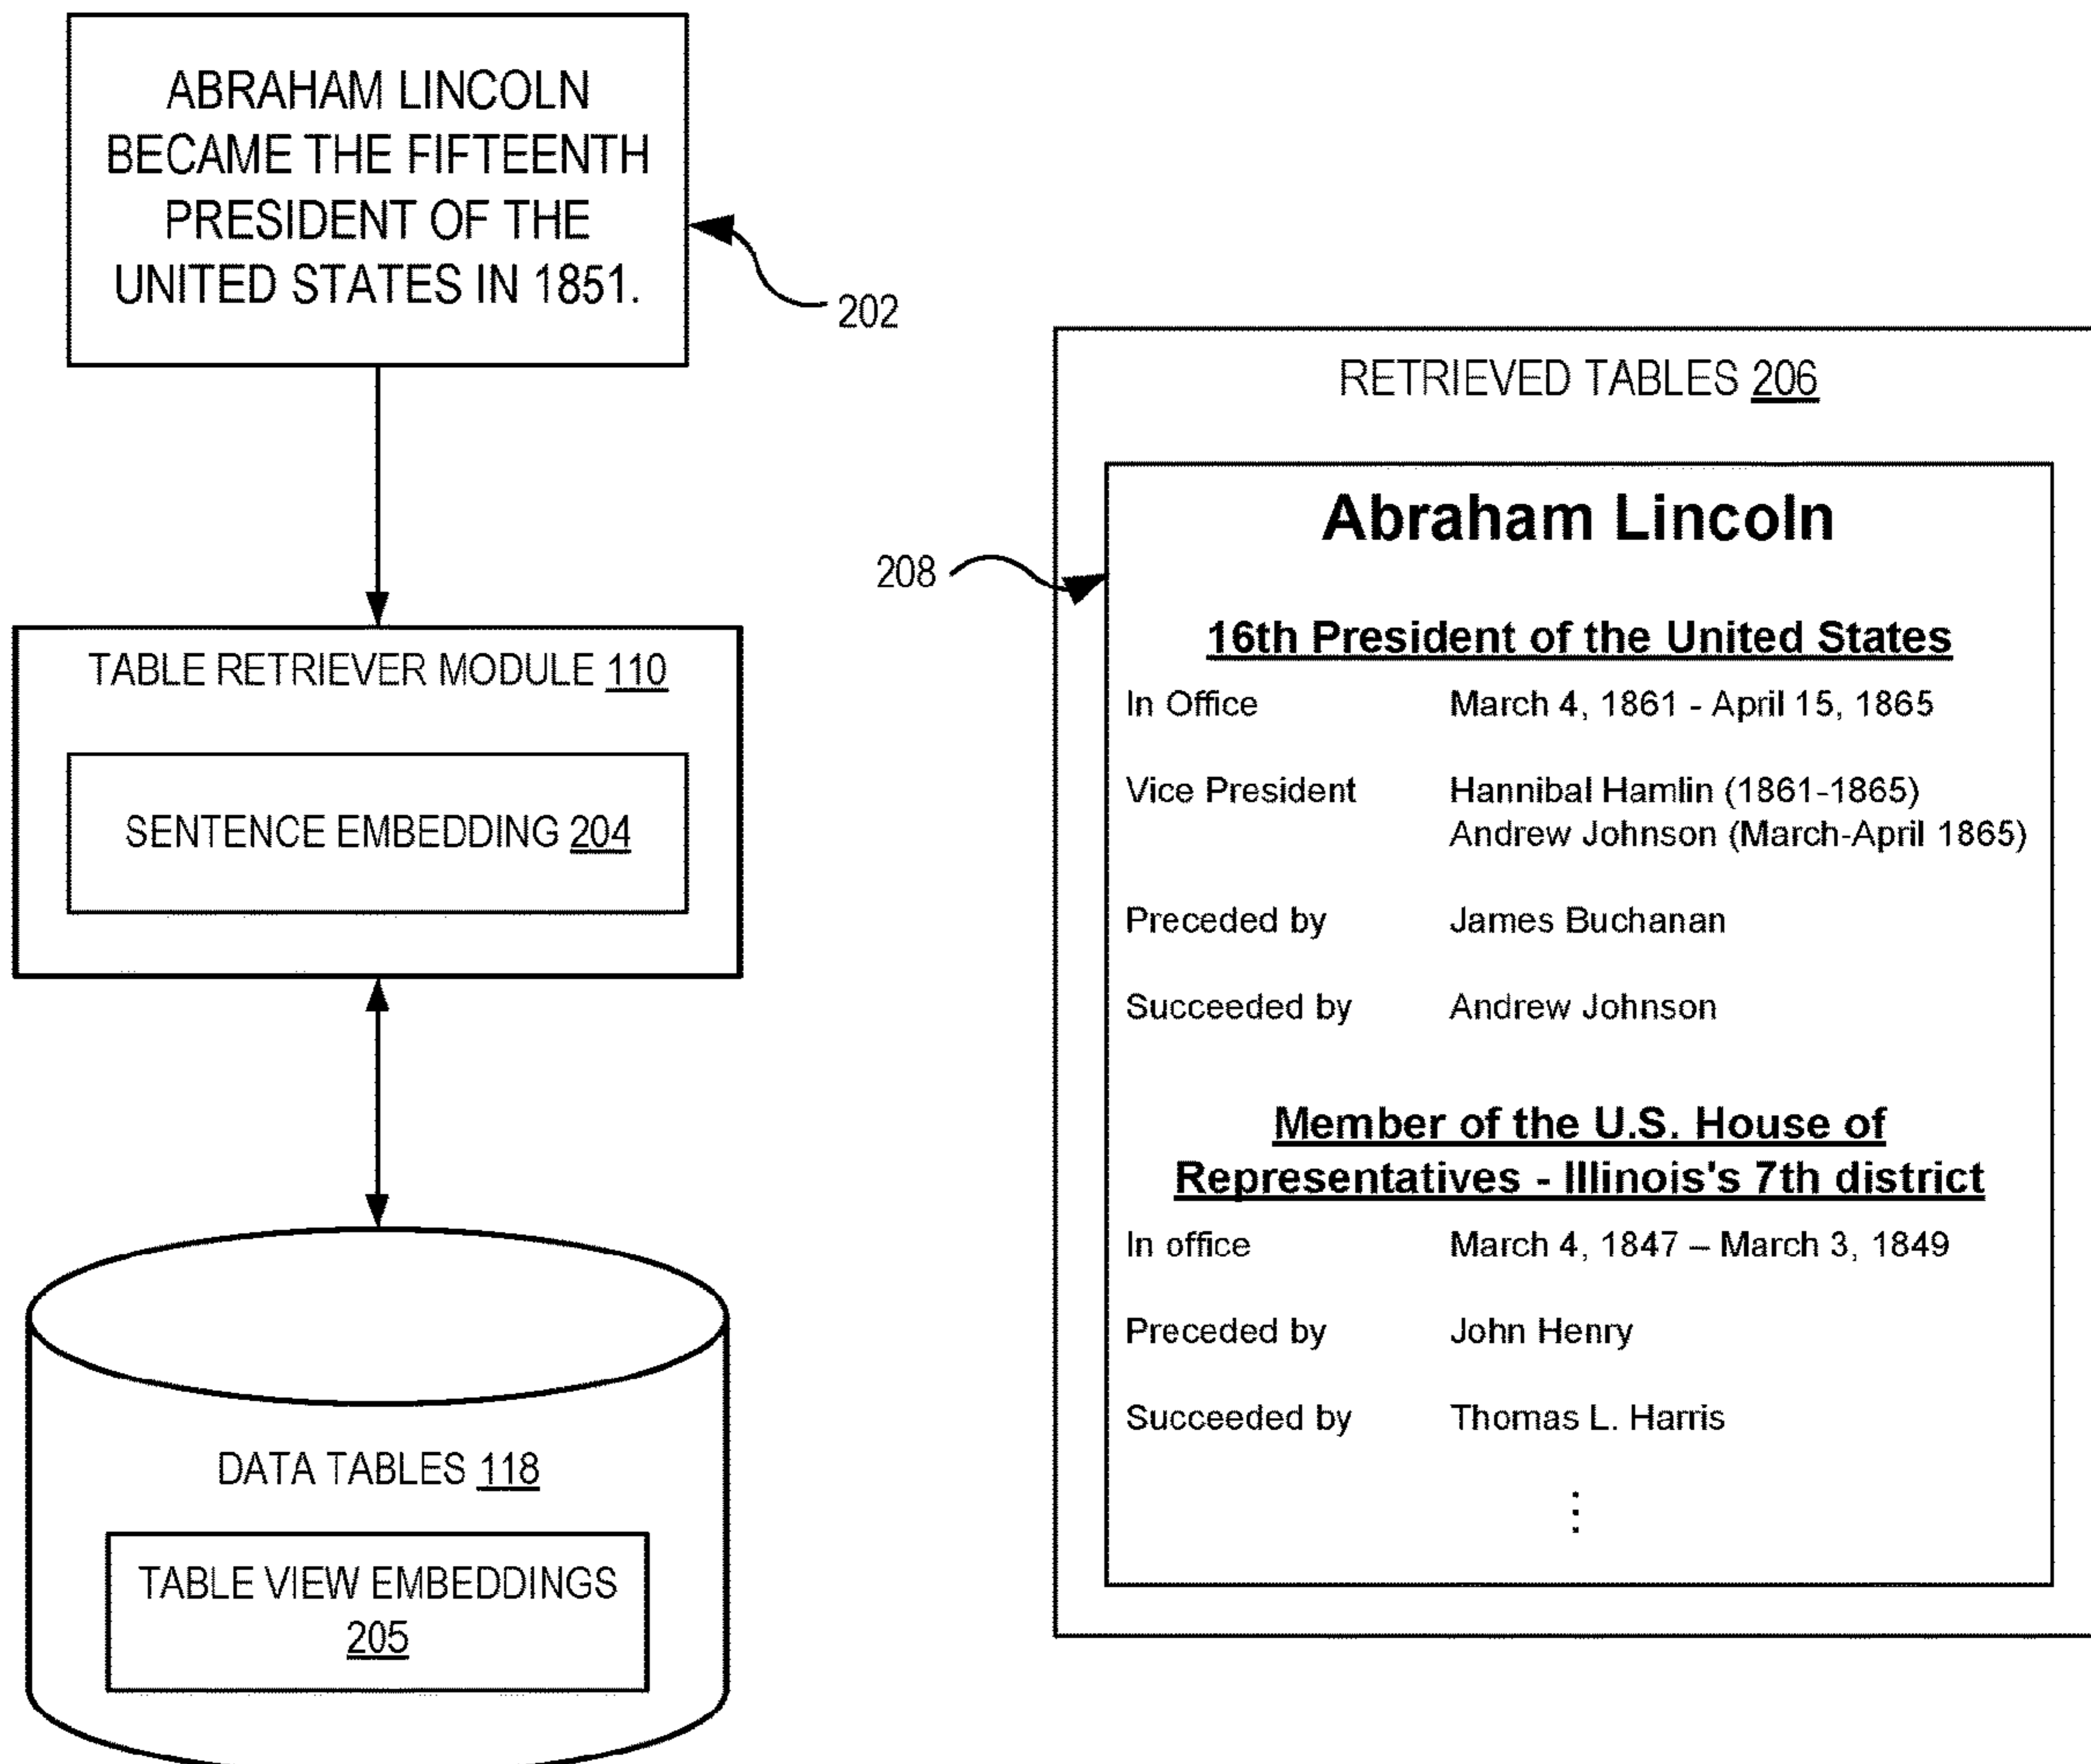 ABRAHAM LINCOLN
BECAME THE FIFTEENTH
PRESIDENT OF THE
UNITED STATES IN 1851.
202
TABLE RETRIEVER MODULE 110
SENTENCE EMBEDDING 204
DATA TABLES 118
TABLE VIEW EMBEDDINGS
205
RETRIEVED TABLES 206
208
Abraham Lincoln
16th President of the United States
In Office March 4, 1861 - April 15, 1865
Vice President Hannibal Hamlin (1861-1865)
Andrew Johnson (March-April 1865)
Preceded by James Buchanan
Succeeded by Andrew Johnson
Member of the U.S. House of
Representatives - Illinois's 7th district
In office March 4, 1847 – March 3, 1849
Preceded by John Henry
Succeeded by Thomas L. Harris
⋮